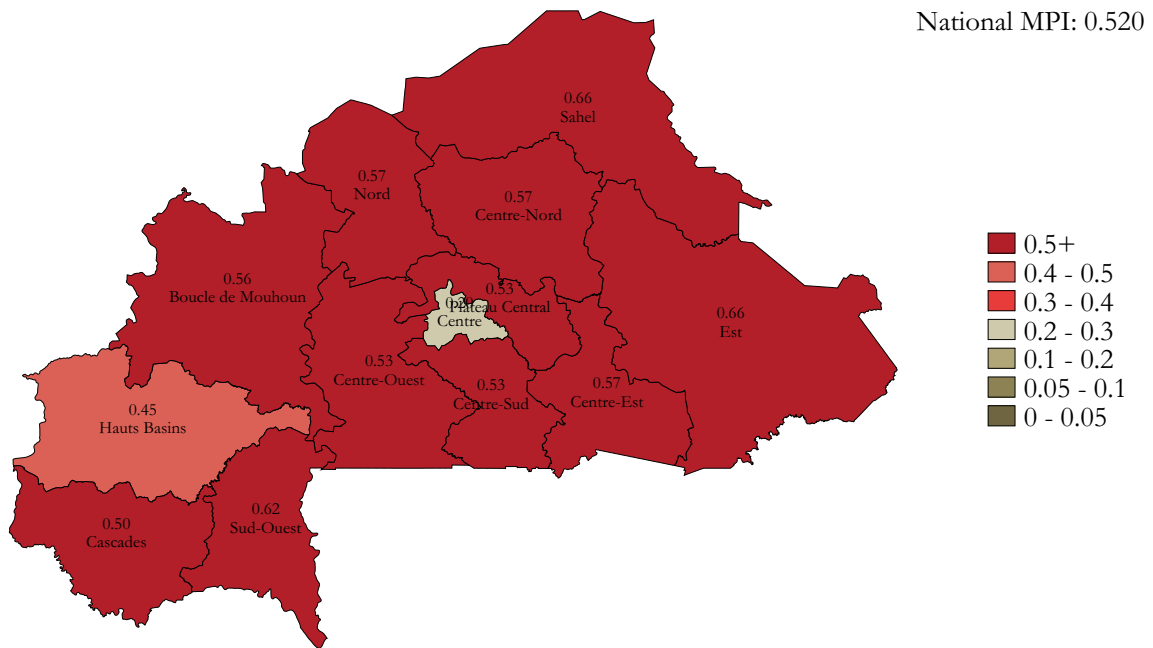 National MPI: 0.520
0.66
Sahel
0.57
Nord
0.57
Centre-Nord
0.56
Boucle de Mouhoun
0.53
Plateau Central
Centre
0.66
Est
0.53
Centre-Ouest
0.53
Centre-Sud
0.57
Centre-Est
0.45
Hauts Basins
0.62
Sud-Ouest
0.50
Cascades
0.5+
0.4 - 0.5
0.3 - 0.4
0.2 - 0.3
0.1 - 0.2
0.05 - 0.1
0 - 0.05